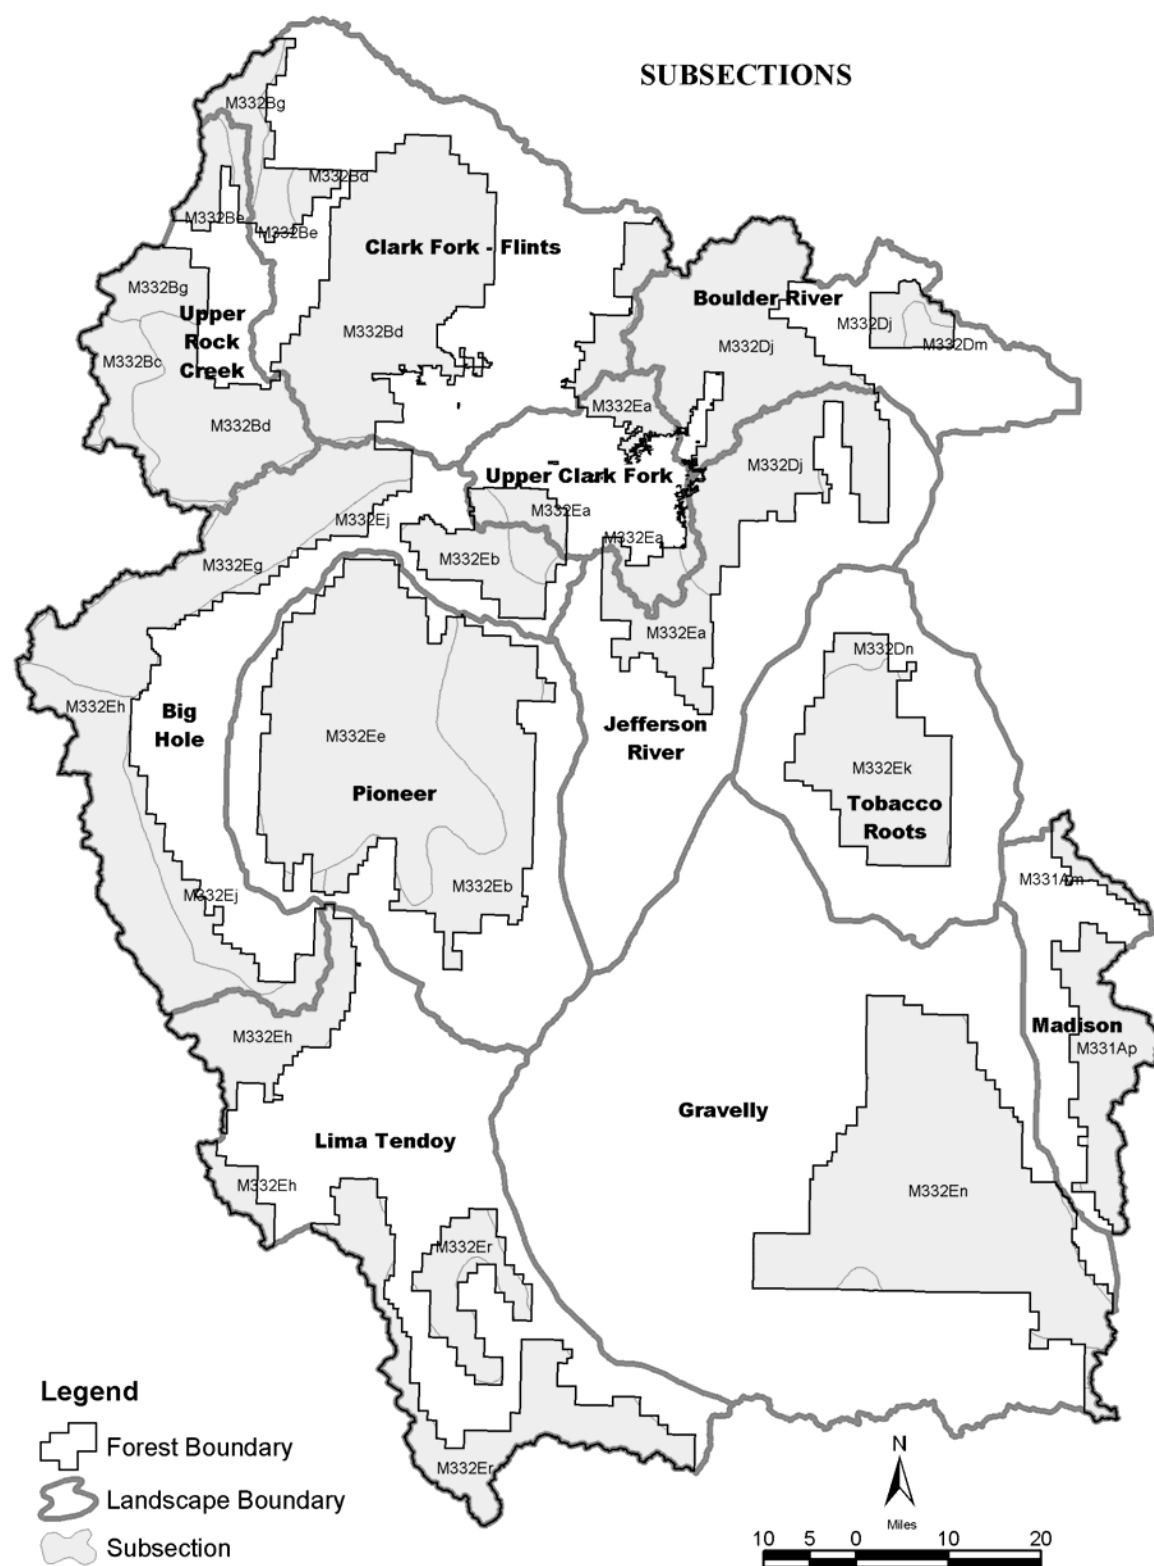 SUBSECTIONS
M332Bg
M332Bd
M332Be
M332Be
Clark Fork - Flints
M332Bg
Boulder River
Upper
Rock
Creek
M332Bd
M332Dj
M332Dj
M332Dm
M332Bc
M332Ea
M332Bd
Upper Clark Fork
M332Dj
M332Ej
M332Ea
M332Ea
M332Eg
M332Eb
M332Ea
M332Dn
M332Eh
Big
Hole
Jefferson
River
M332Ee
M332Ek
Pioneer
Tobacco
Roots
M332Eb
M332Ej
M331Am
M332Eh
Madison
M331Ap
Gravelly
Lima Tendoy
M332Eh
M332En
M332Er
M332Er
Legend
Forest Boundary
Landscape Boundary
Subsection
N
Miles
10 5 0 10 20